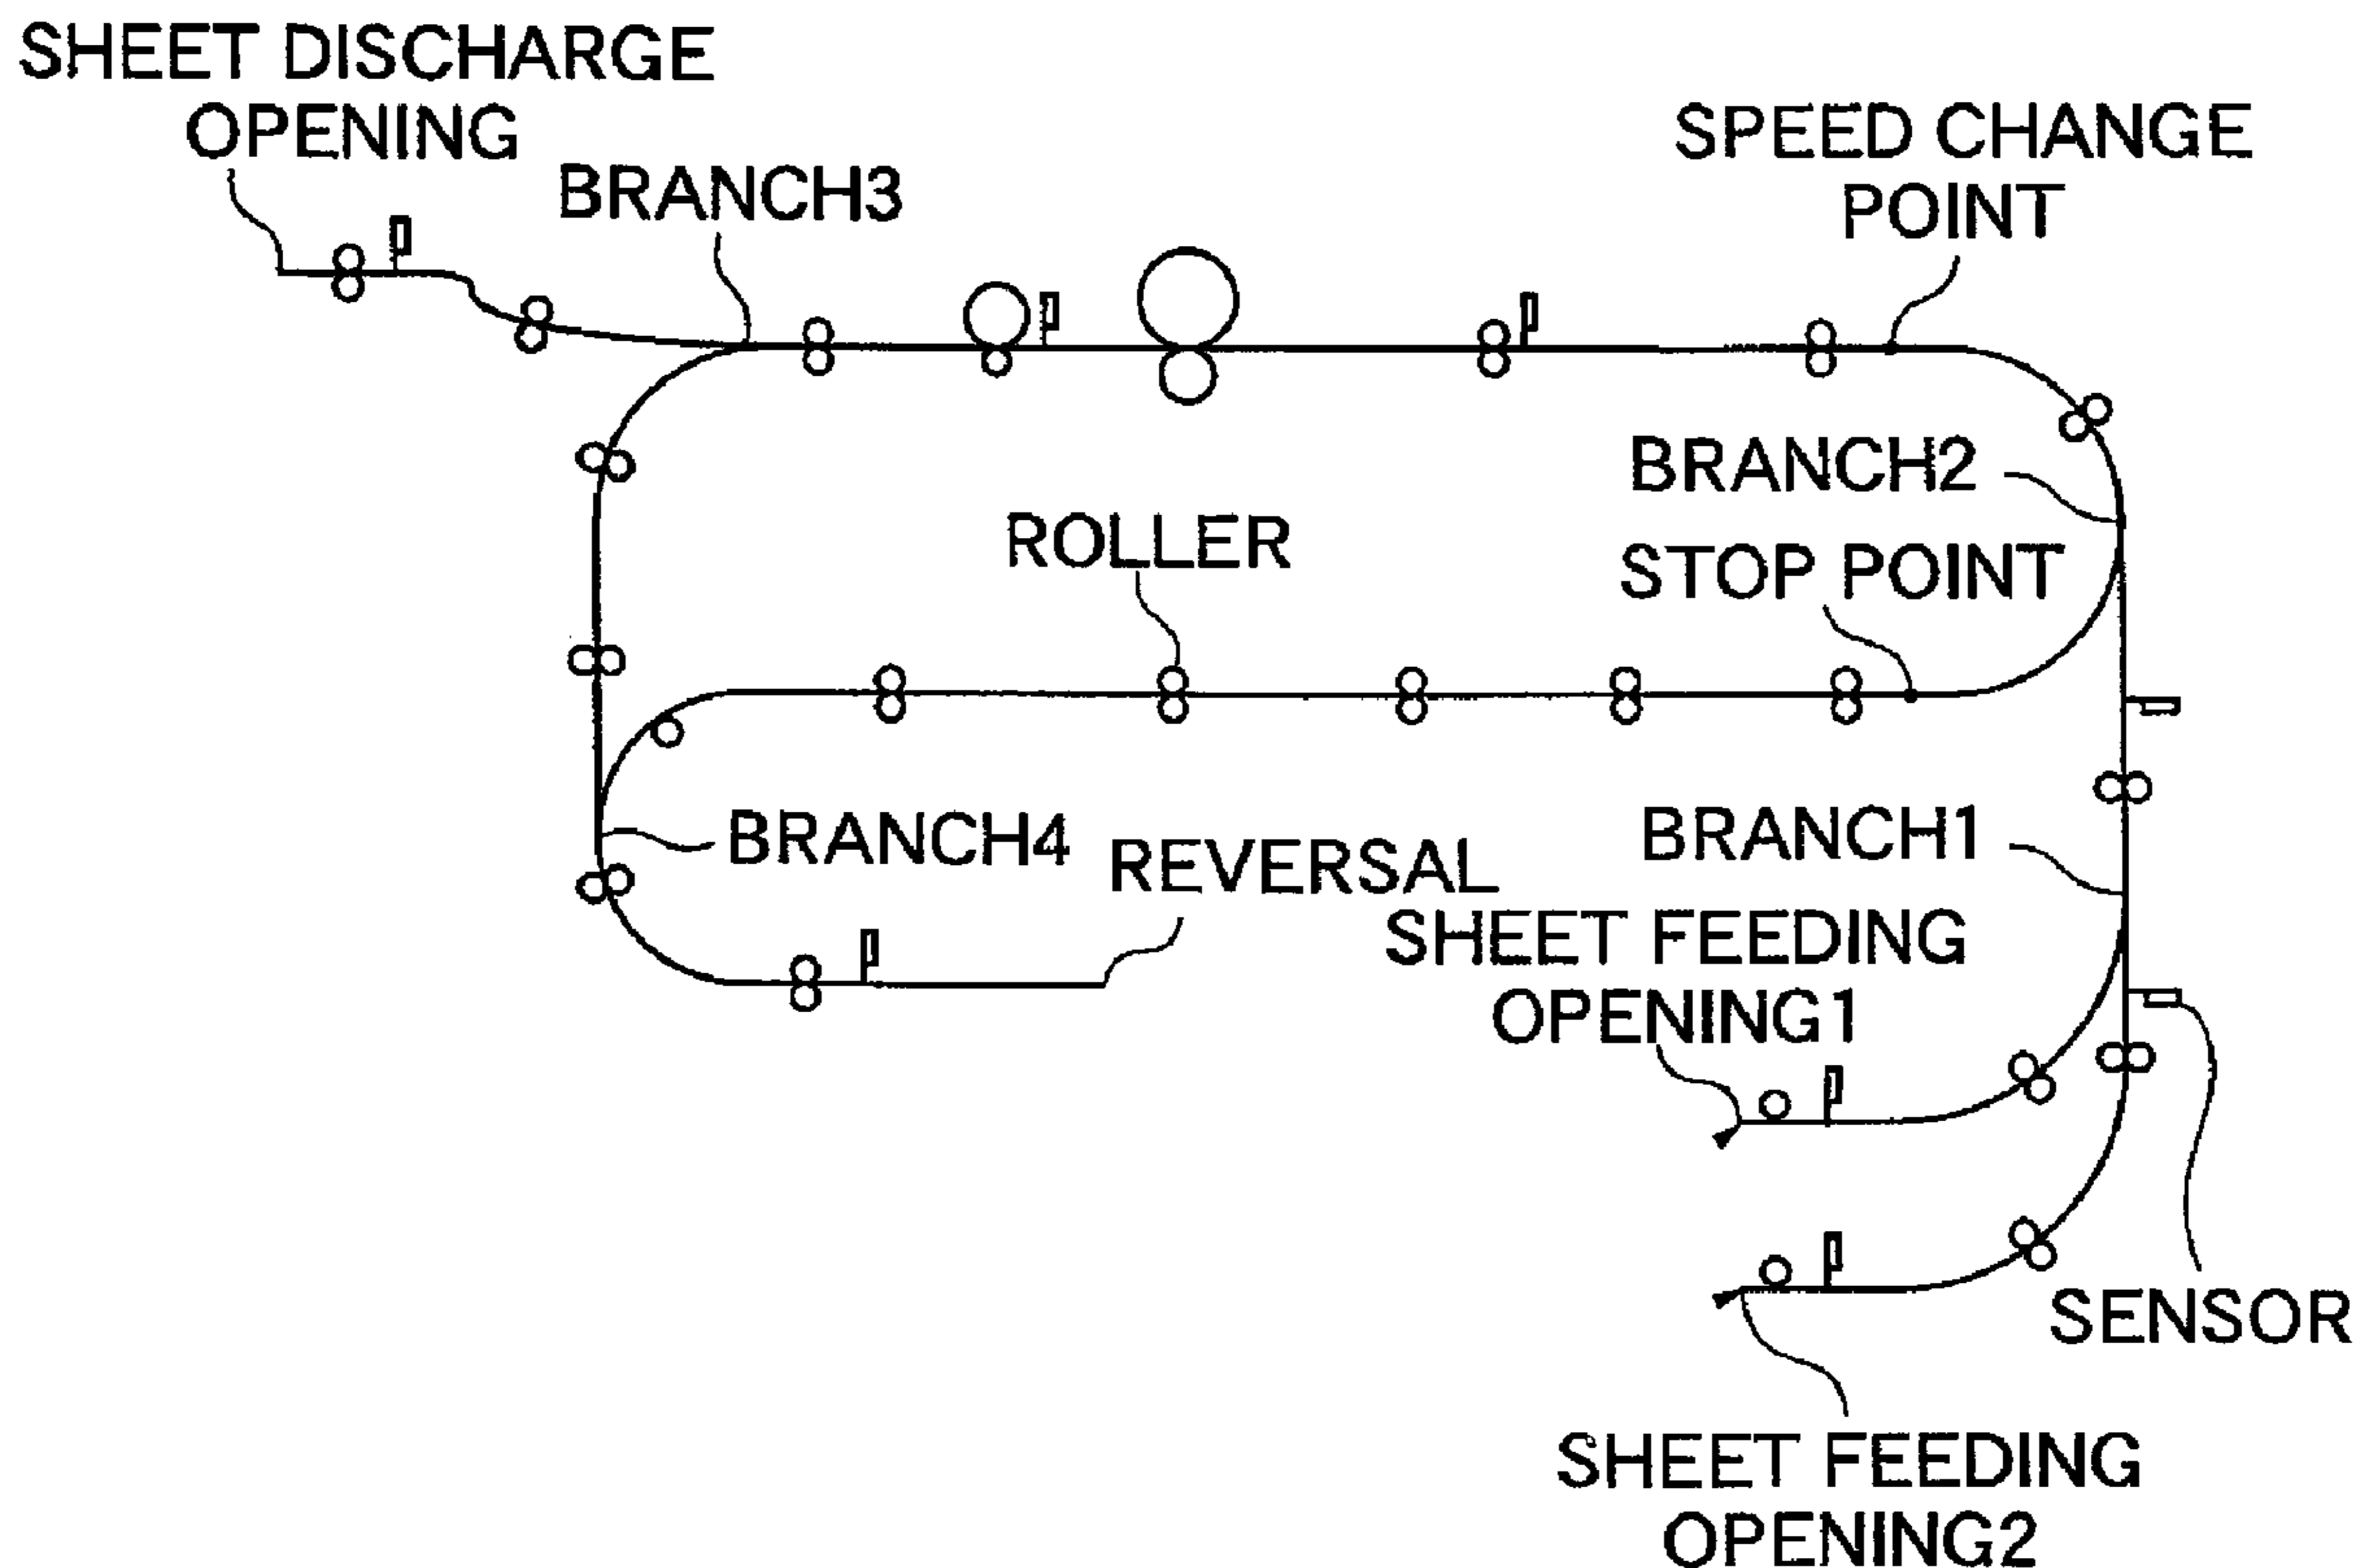 SHEET DISCHARGE
OPENING
BRANCH3
SPEED CHANGE
POINT
BRANCH2
ROLLER
STOP POINT
BRANCH4
BRANCH1
REVERSAL
SHEET FEEDING
OPENING1
SENSOR
SHEET FEEDING
OPENING2